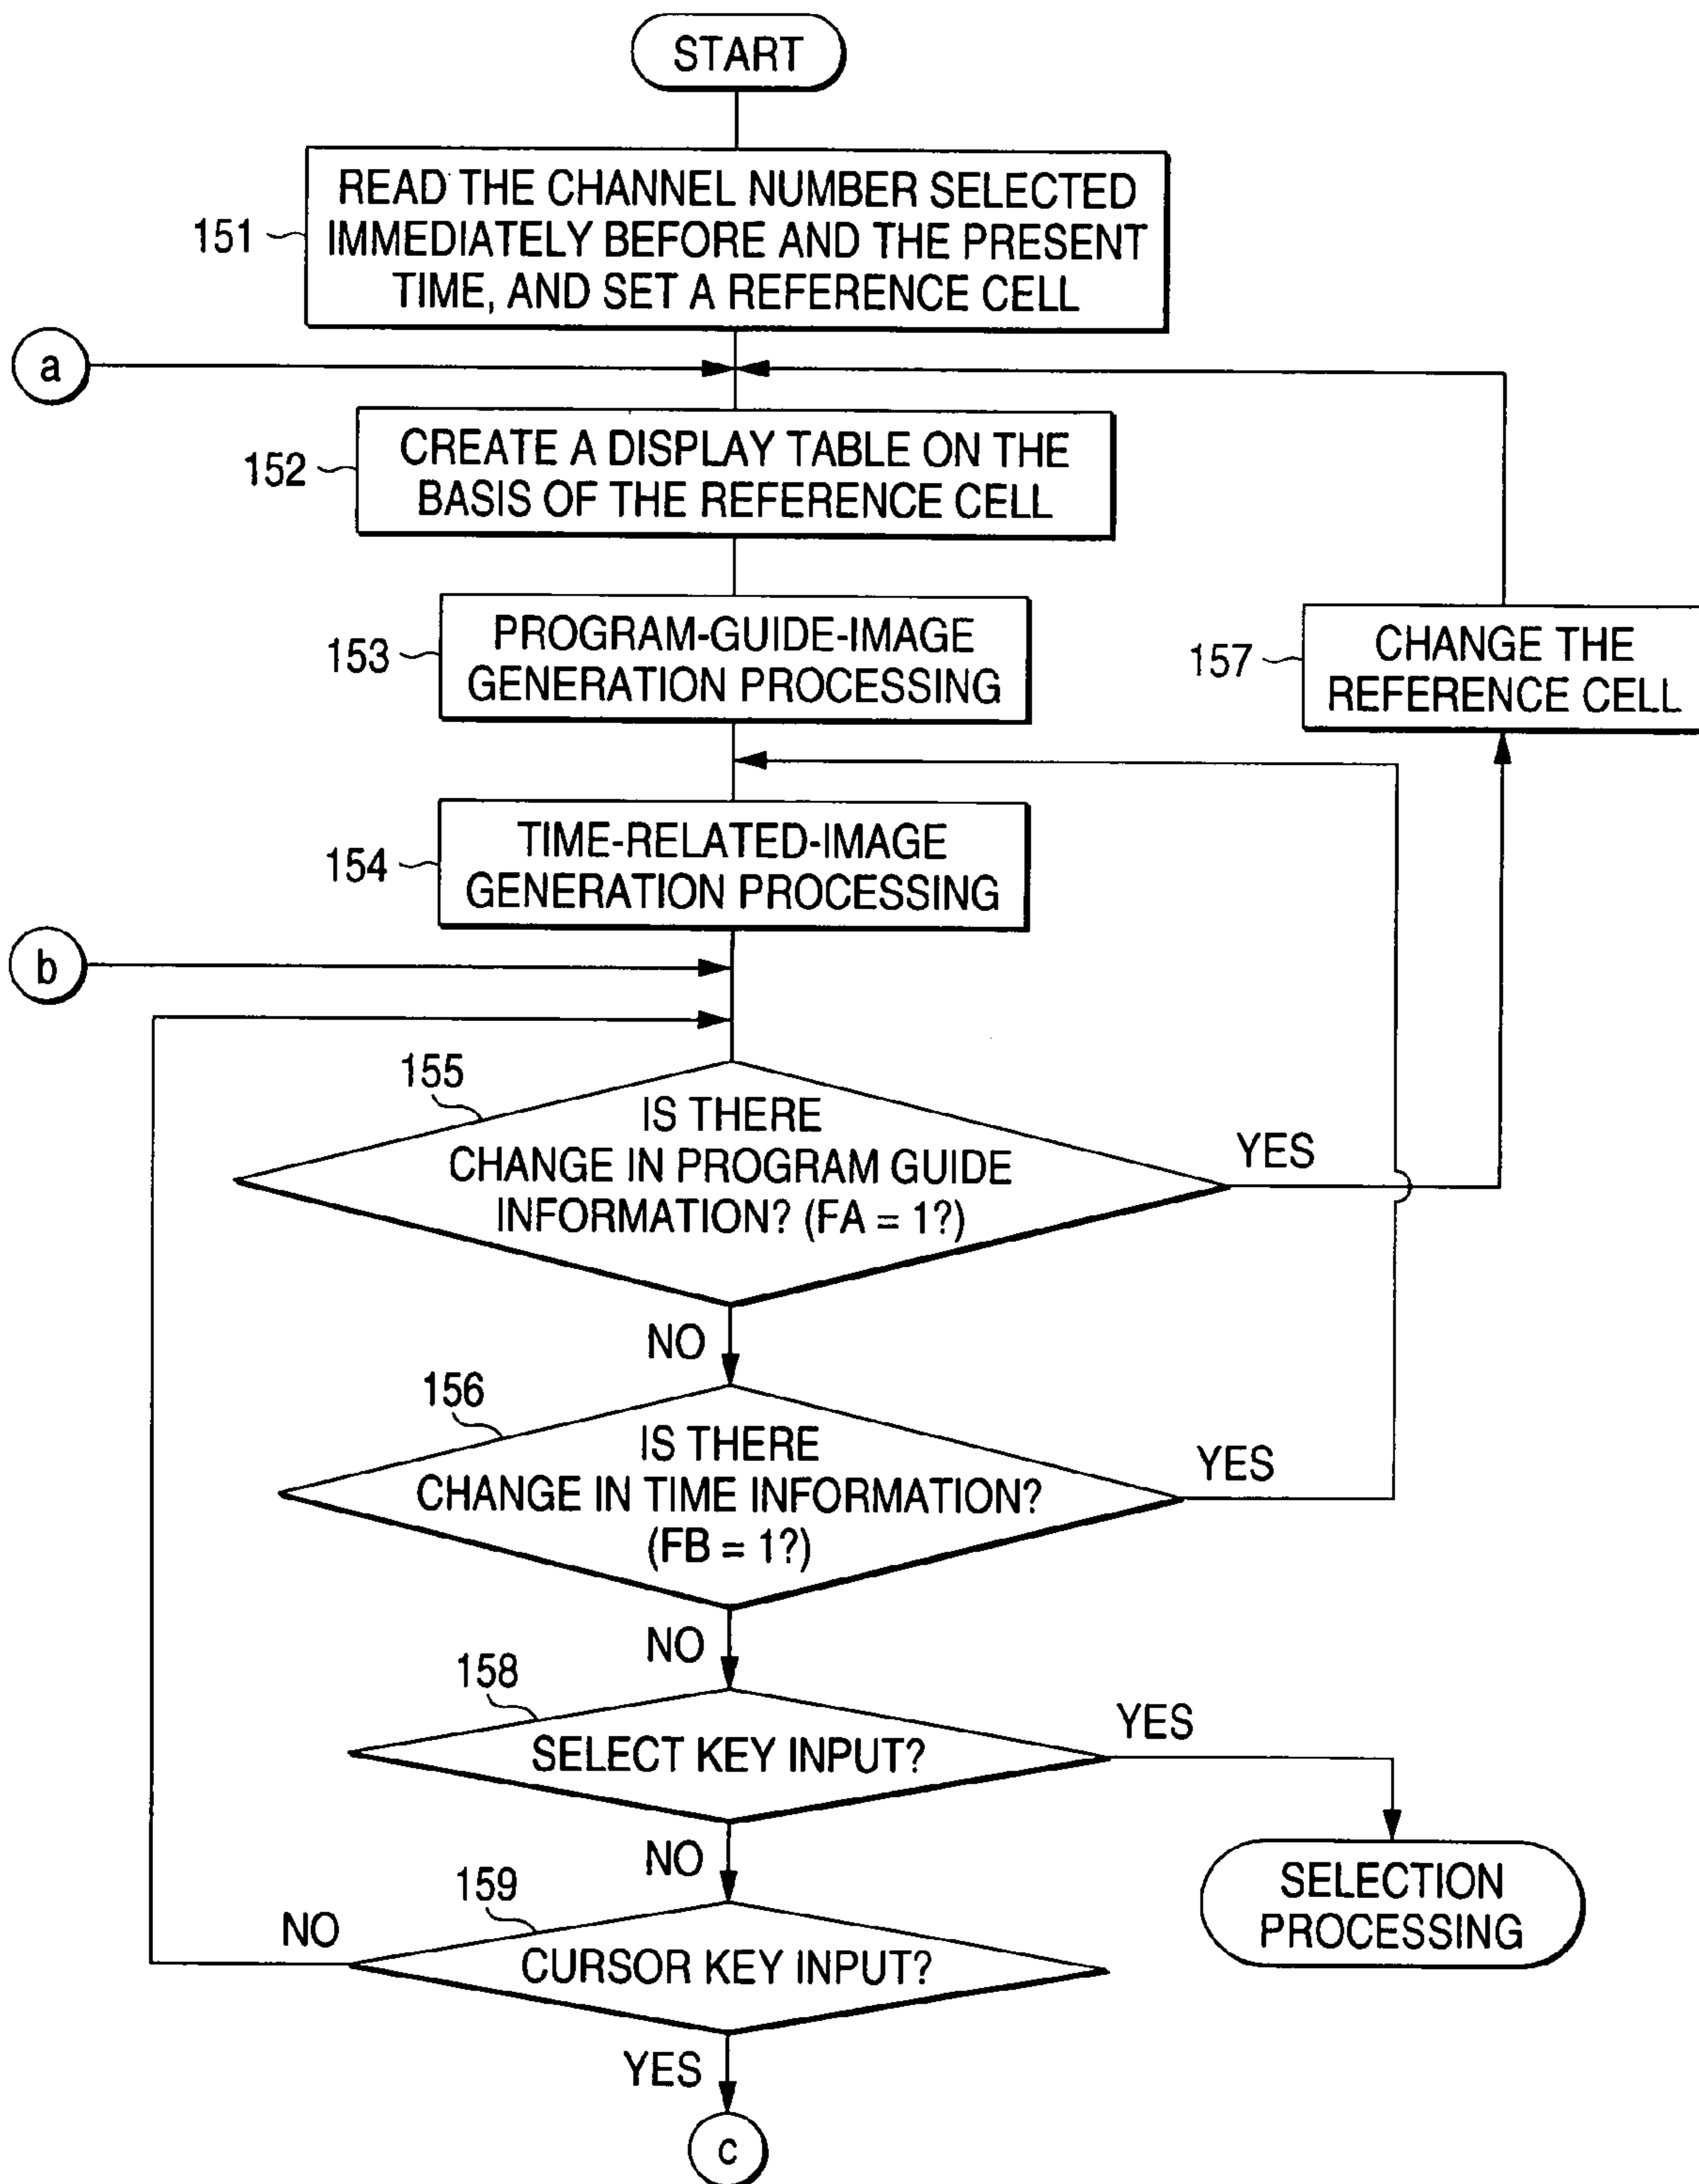 START
READ THE CHANNEL NUMBER SELECTED
IMMEDIATELY BEFORE AND THE PRESENT
TIME, AND SET A REFERENCE CELL
151
a
CREATE A DISPLAY TABLE ON THE
BASIS OF THE REFERENCE CELL
152
PROGRAM-GUIDE-IMAGE
GENERATION PROCESSING
153
CHANGE THE
REFERENCE CELL
157
TIME-RELATED-IMAGE
GENERATION PROCESSING
154
b
155
IS THERE
CHANGE IN PROGRAM GUIDE
INFORMATION? (FA = 1?)
YES
NO
156
IS THERE
CHANGE IN TIME INFORMATION?
(FB = 1?)
YES
NO
158
SELECT KEY INPUT?
YES
NO
SELECTION
PROCESSING
159
CURSOR KEY INPUT?
NO
YES
c